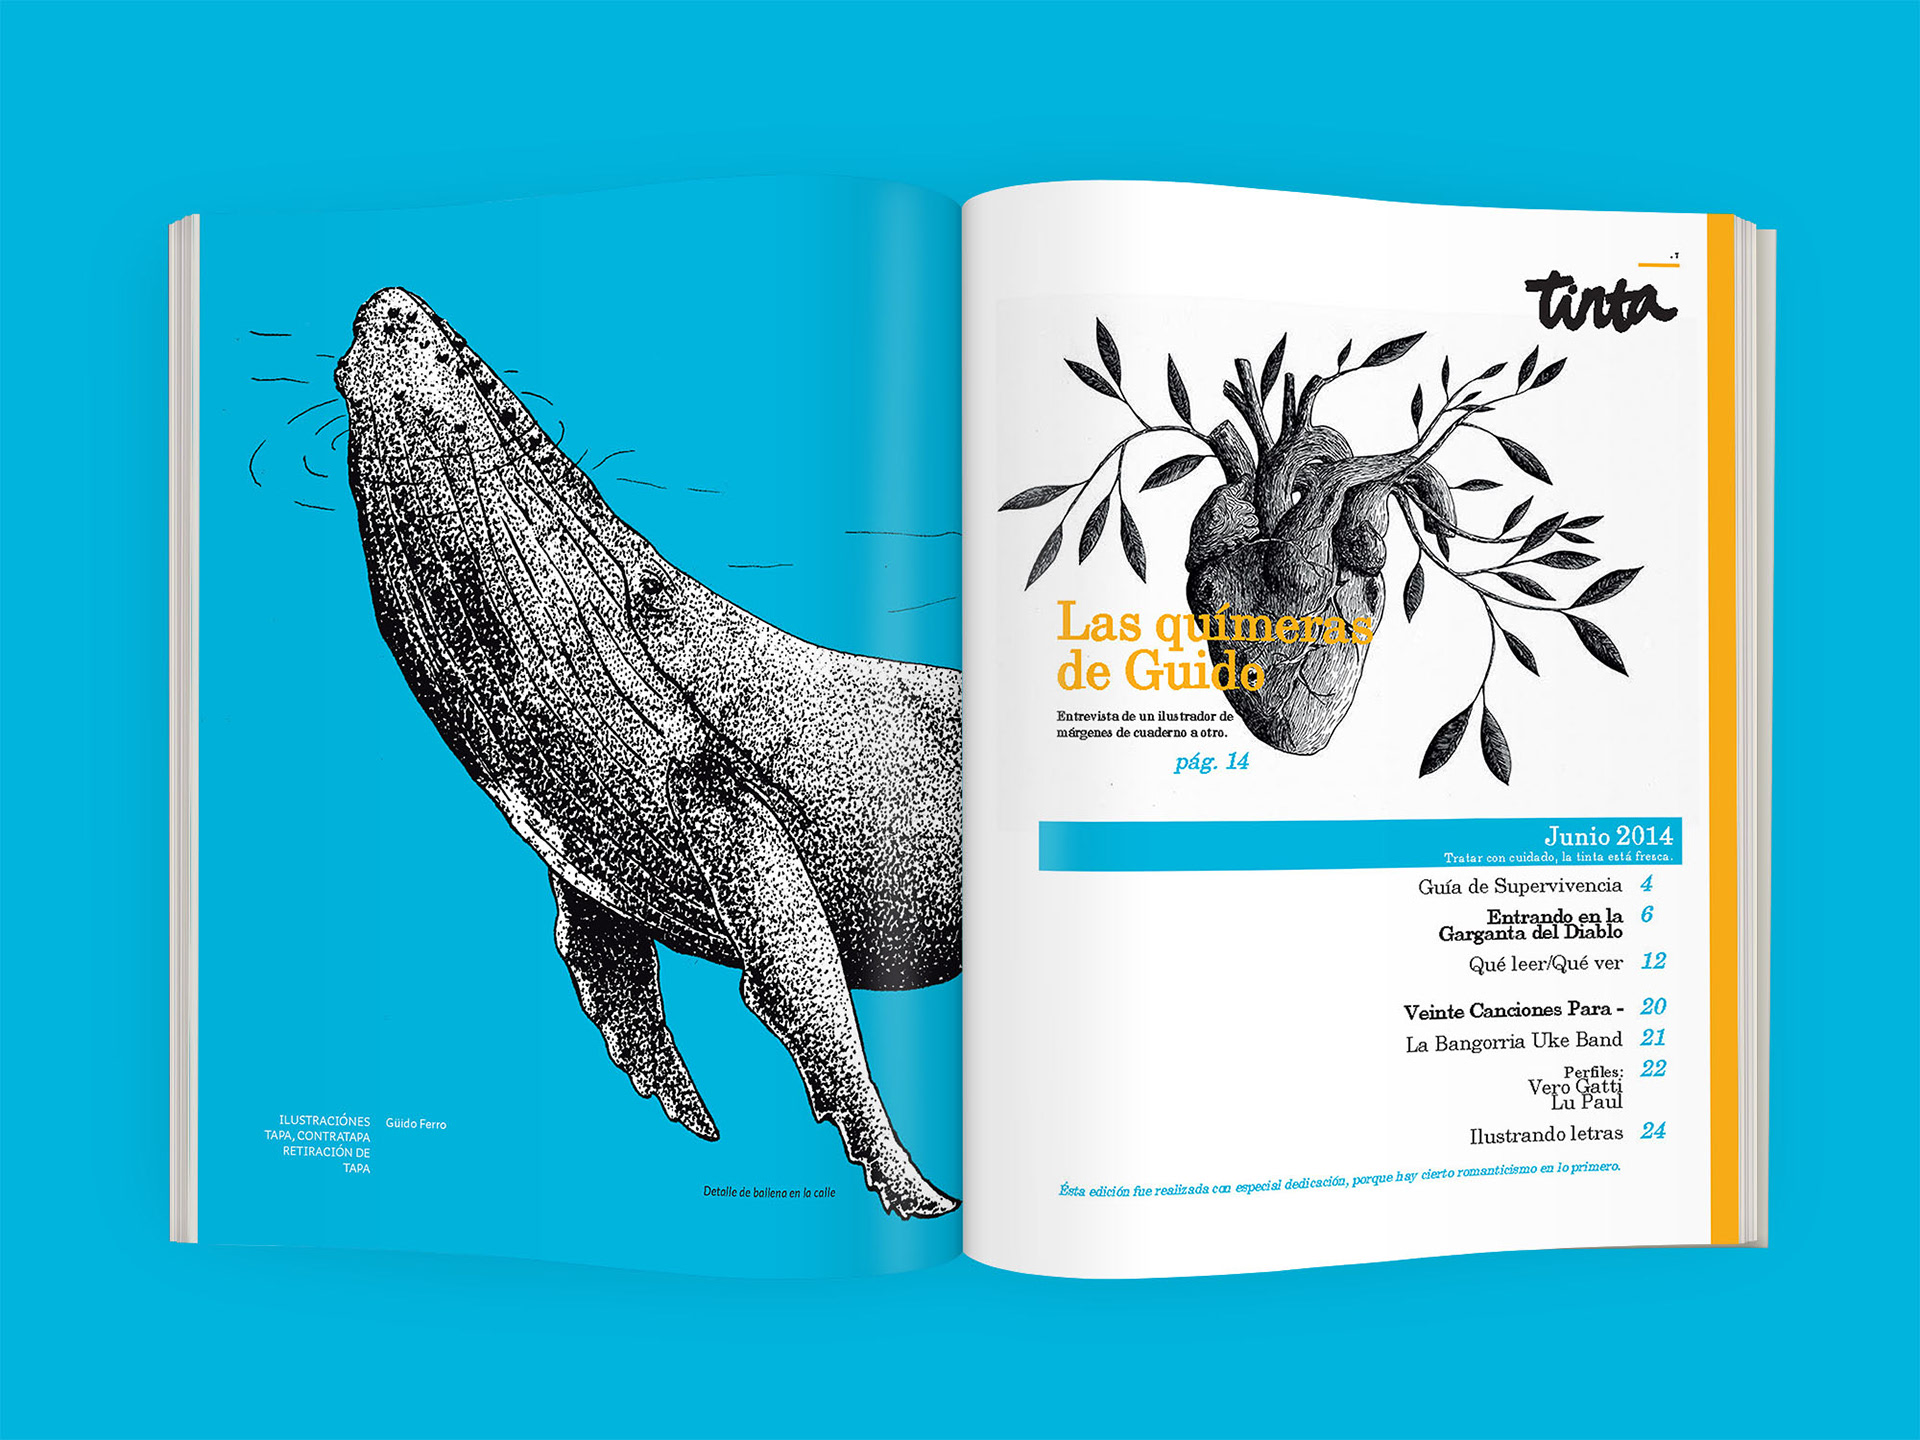 ILUSTRACIÓNES
TAPA, CONTRATAPA
RETIRACIÓN DE
TAPA
Güido Ferro
Detalle de ballena en la calle
tinta
Las químeras
de Guido
Entrevista de un ilustrador de
márgenes de cuaderno a otro.
pág. 14
Junio 2014
Tratar con cuidado, la tinta está fresca.
Guía de Supervivencia 4
Entrando en la 6
Garganta del Diablo
Qué leer/Qué ver 12
Veinte Canciones Para - 20
La Bangorria Uke Band 21
Perfiles: 22
Vero Gatti
Lu Paul
Ilustrando letras 24
Ésta edición fue realizada con especial dedicación, porque hay cierto romanticismo en lo primero.